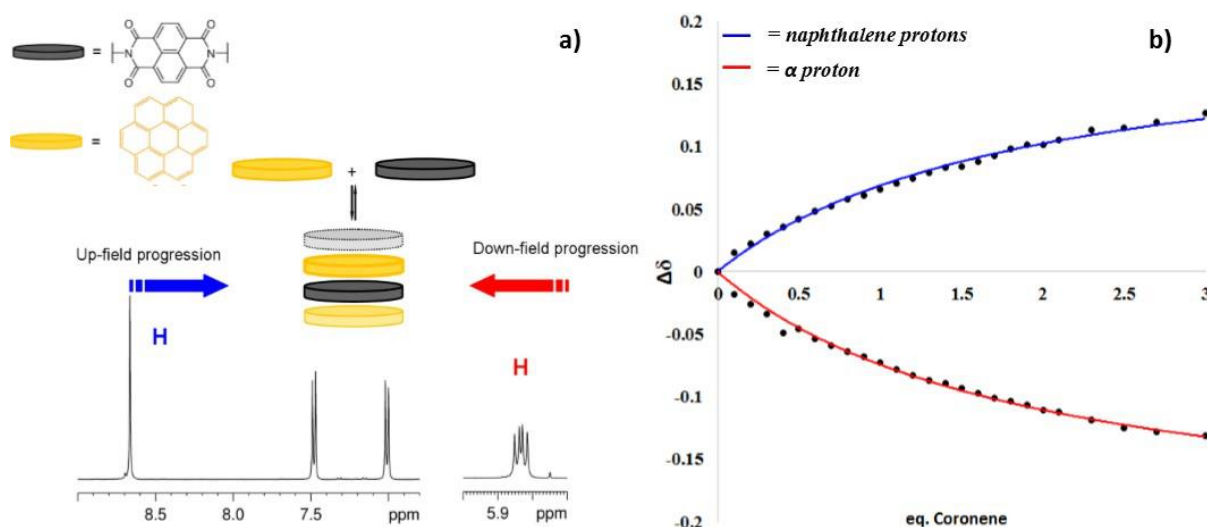 a)
=
O
O
N
N
O
O
=
+
Up-field progression
Down-field progression
H
H
8.5
8.0
7.5
ppm
5.9
ppm
b)
= naphthalene protons
= α proton
0.2
0.15
0.1
0.05
0
-0.05
-0.1
-0.15
-0.2
Δδ
0
0.5
1
1.5
2
2.5
3
eq. Coronene